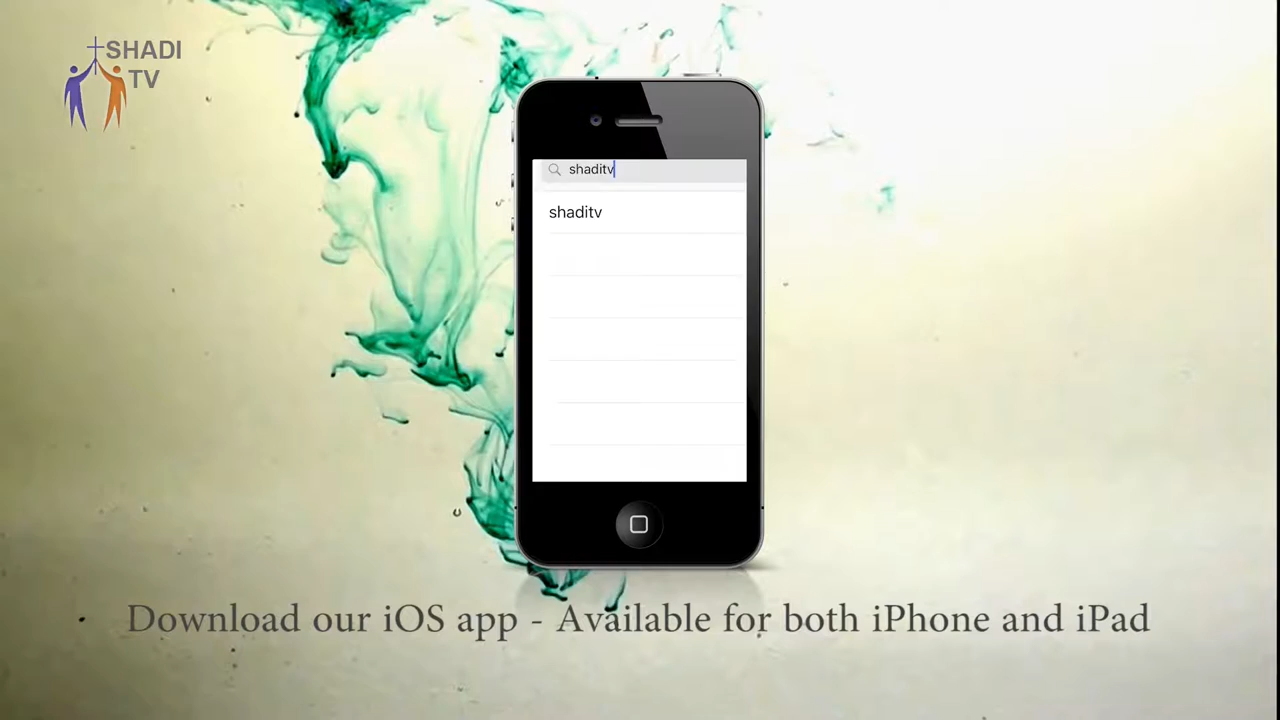 SHADI
TV
shaditv
shaditv
Download our iOS app - Available for both iPhone and iPad